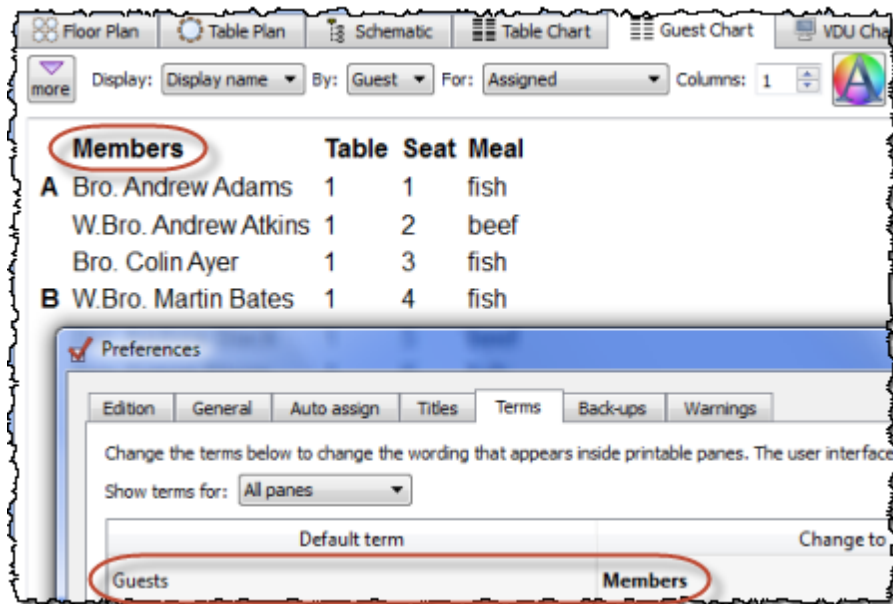 Floor Plan Table Plan Schematic Table Chart Guest Chart VDU Cha
more Display: Display name By: Guest For: Assigned Columns: 1 A
Members Table Seat Meal
A Bro. Andrew Adams 1 1 fish
W.Bro. Andrew Atkins 1 2 beef
Bro. Colin Ayer 1 3 fish
B W.Bro. Martin Bates 1 4 fish
Preferences
Edition General Auto assign Titles Terms Back-ups Warnings
Change the terms below to change the wording that appears inside printable panes. The user interface
Show terms for: All panes
Default term Change to
Guests Members